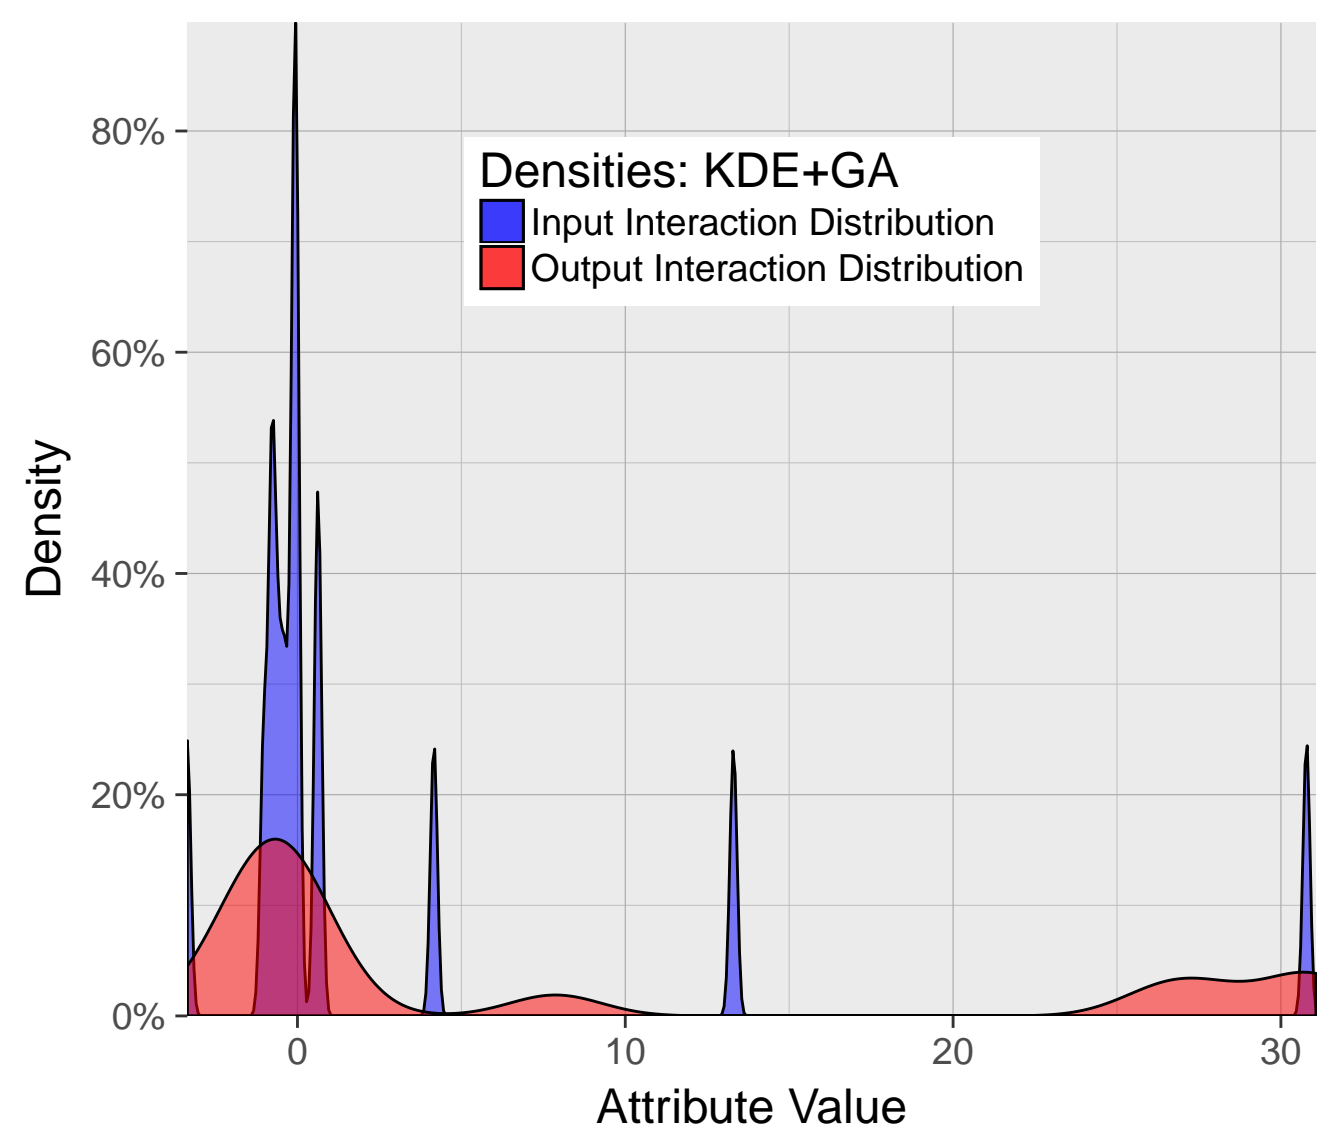 Densities: KDE+GA
Input Interaction Distribution
Output Interaction Distribution
80%
60%
40%
20%
0%
Density
0 10 20 30
Attribute Value